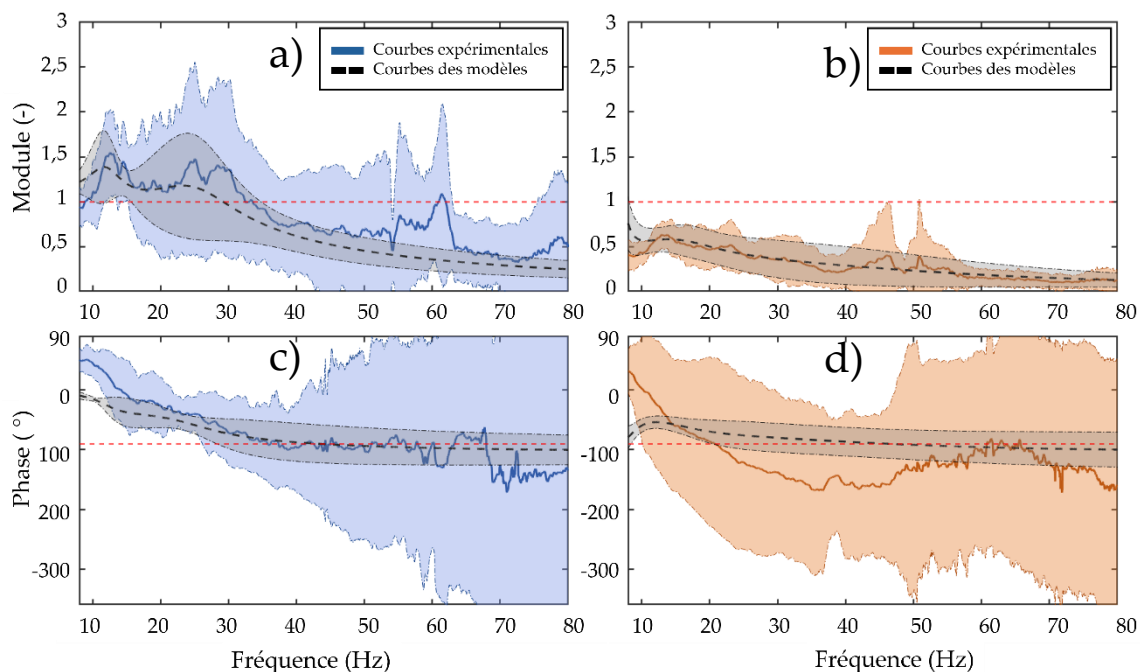 a)
Courbes expérimentales
Courbes des modèles
b)
Courbes expérimentales
Courbes des modèles
Module (-)
3
2,5
2
1,5
1
0,5
0
3
2,5
2
1,5
1
0,5
0
10 20 30 40 50 60 70 80
10 20 30 40 50 60 70 80
c)
d)
Phase ( °)
90
0
-100
200
-300
90
0
-100
-200
-300
10 20 30 40 50 60 70 80
10 20 30 40 50 60 70 80
Fréquence (Hz)
Fréquence (Hz)